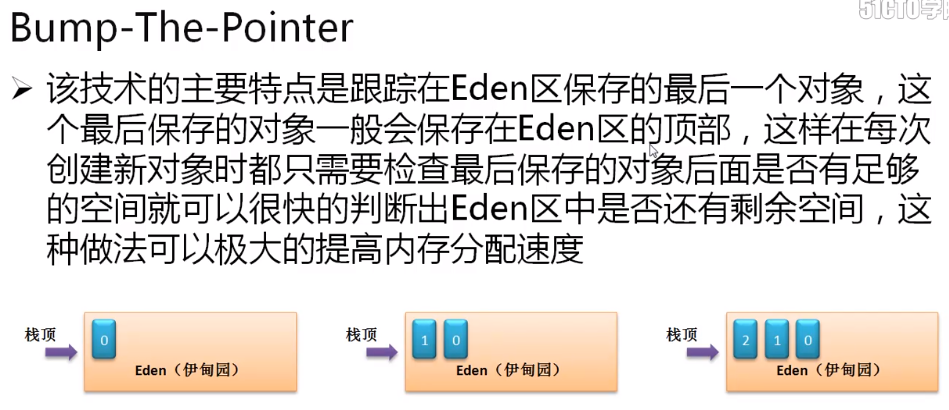 51CTO学
Bump-The-Pointer
➢ 该技术的主要特点是跟踪在Eden区保存的最后一个对象，这
个最后保存的对象一般会保存在Eden区的顶部，这样在每次
创建新对象时都只需要检查最后保存的对象后面是否有足够
的空间就可以很快的判断出Eden区中是否还有剩余空间，这
种做法可以极大的提高内存分配速度
栈顶
0
Eden（伊甸园）
栈顶
1 0
Eden（伊甸园）
栈顶
2 1 0
Eden（伊甸园）